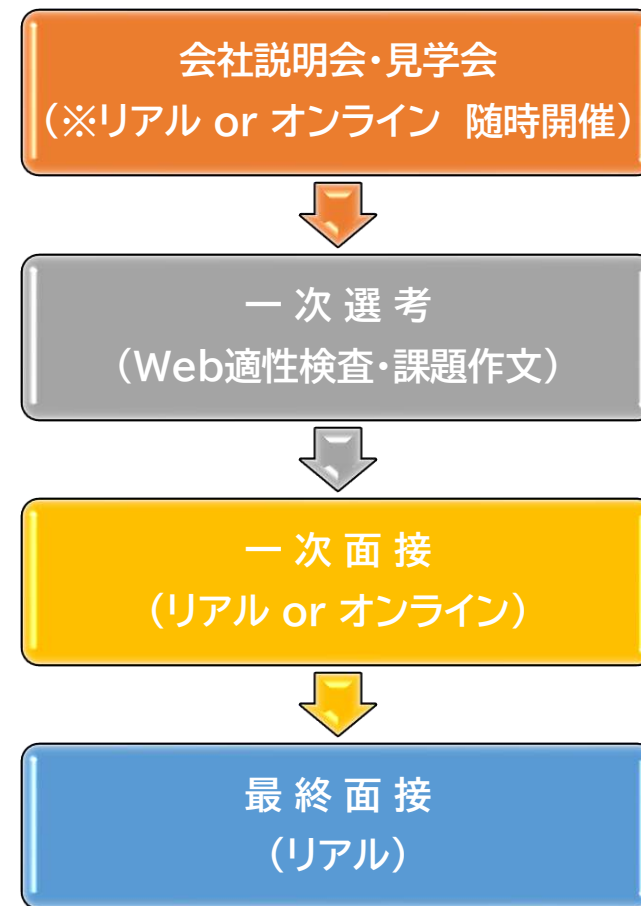 会社説明会・見学会
（※リアル or オンライン 随時開催）
一 次 選 考
（Web適性検査・課題作文）
一 次 面 接
（リアル or オンライン）
最 終 面 接
（リアル）